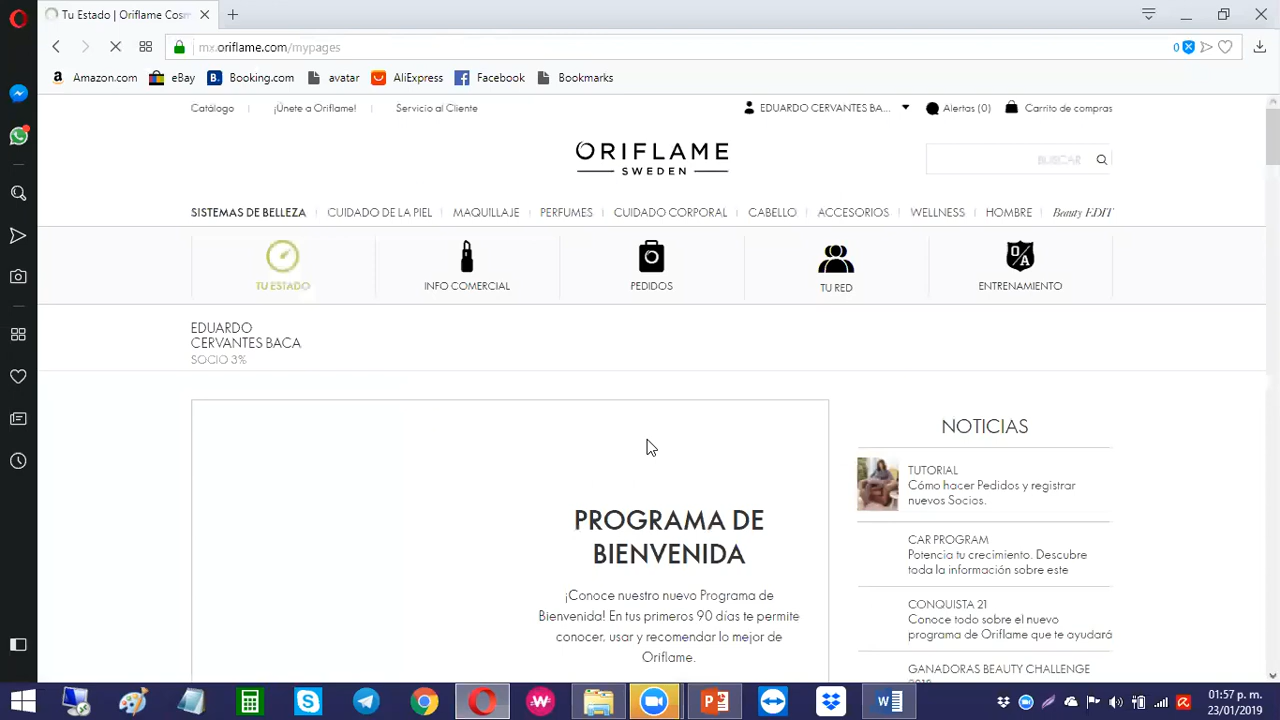 Tu Estado | Oriflame Cosm
mx.oriflame.com/mypages
0
Amazon.com eBay Booking.com avatar AliExpress Facebook Bookmarks
Catálogo ¡Únete a Oriflame! Servicio al Cliente EDUARDO CERVANTES BA... Alertas (0) Carrito de compras
ORIFLAME
SWEDEN
BUSCAR
SISTEMAS DE BELLEZA CUIDADO DE LA PIEL MAQUILLAJE PERFUMES CUIDADO CORPORAL CABELLO ACCESORIOS WELLNESS HOMBRE Beauty EDIT
TU ESTADO INFO COMERCIAL PEDIDOS TU RED ENTRENAMIENTO
EDUARDO
CERVANTES BACA
SOCIO 3%
PROGRAMA DE
BIENVENIDA
¡Conoce nuestro nuevo Programa de
Bienvenida! En tus primeros 90 días te permite
conocer, usar y recomendar lo mejor de
Oriflame.
NOTICIAS
TUTORIAL
Cómo hacer Pedidos y registrar
nuevos Socios.
CAR PROGRAM
Potencia tu crecimiento. Descubre
toda la información sobre este
CONQUISTA 21
Conoce todo sobre el nuevo
programa de Oriflame que te ayudará
GANADORAS BEAUTY CHALLENGE
01:57 p. m.
23/01/2019